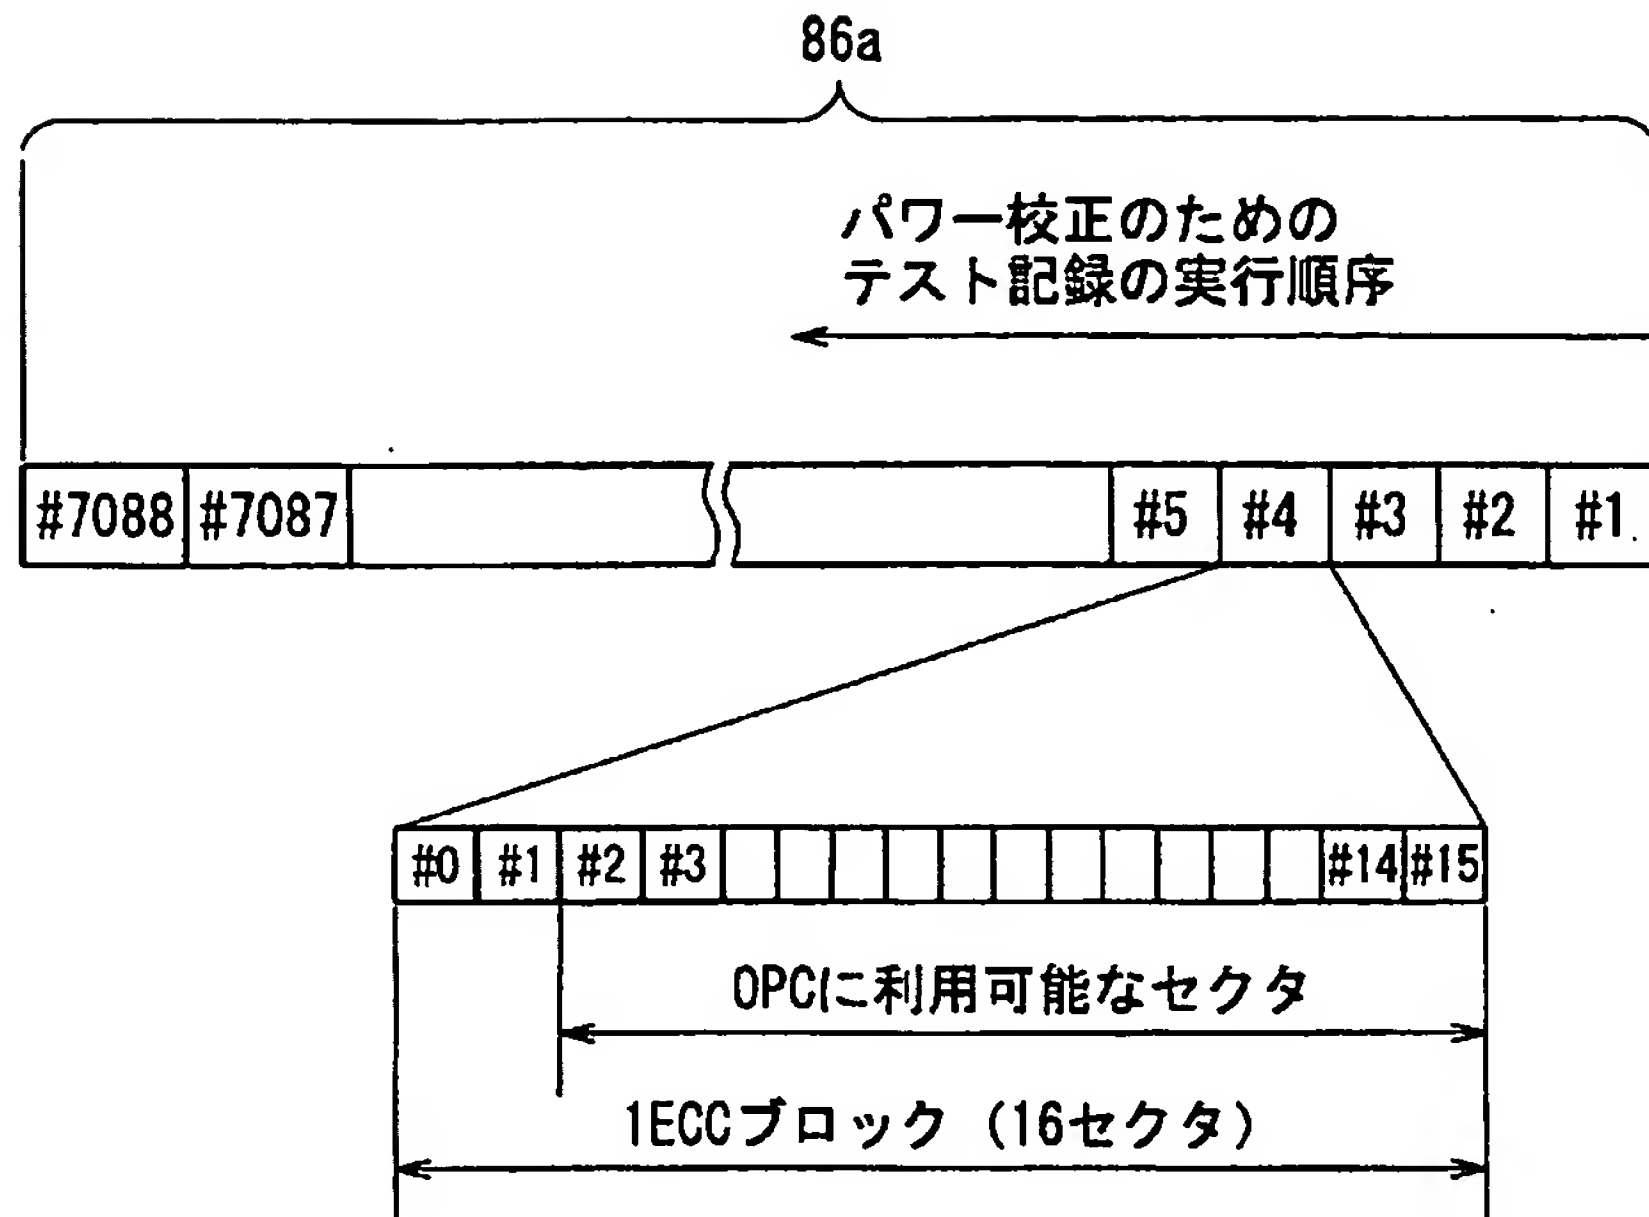 86a
パワー校正のための
テスト記録の実行順序
#7088 #7087 #5 #4 #3 #2 #1
#0 #1 #2 #3 #14 #15
OPCに利用可能なセクタ
1ECCブロック (16セクタ)